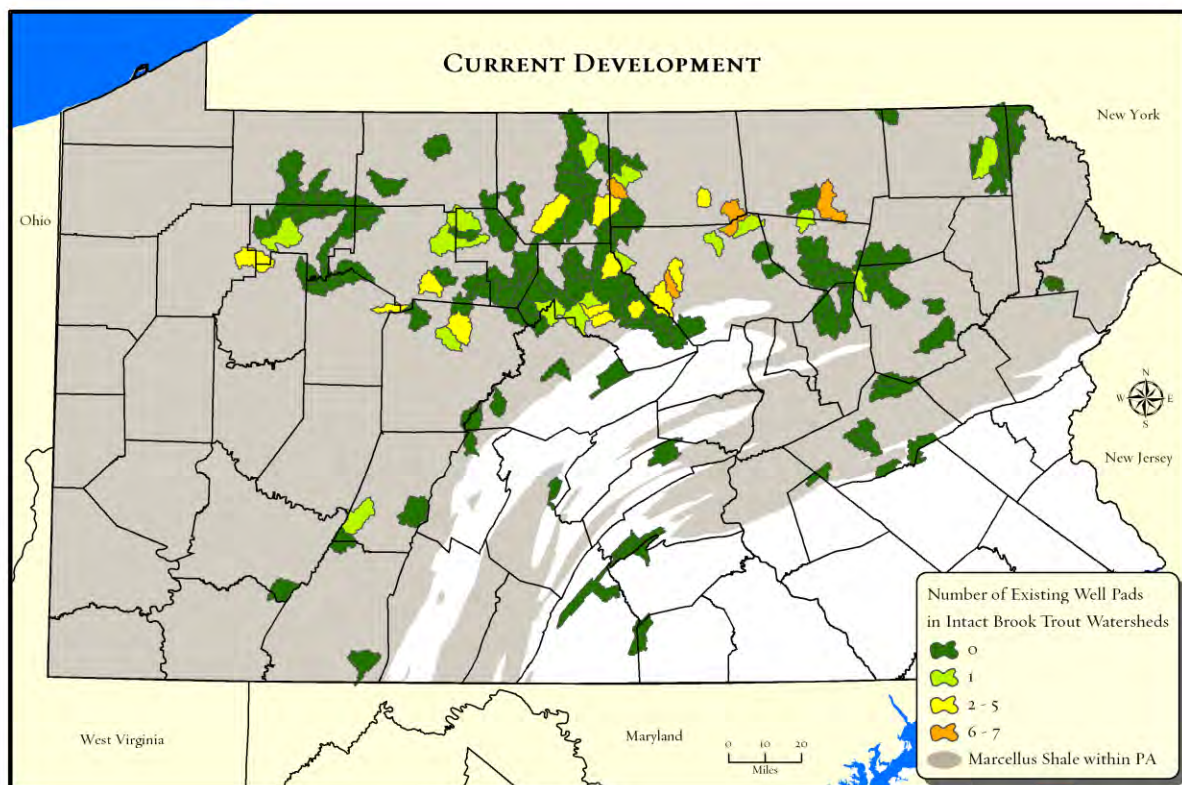 CURRENT DEVELOPMENT
New York
Ohio
N
W E
S
New Jersey
Number of Existing Well Pads
in Intact Brook Trout Watersheds
0
1
2 - 5
6 - 7
Marcellus Shale within PA
West Virginia
Maryland
0 10 20
Miles